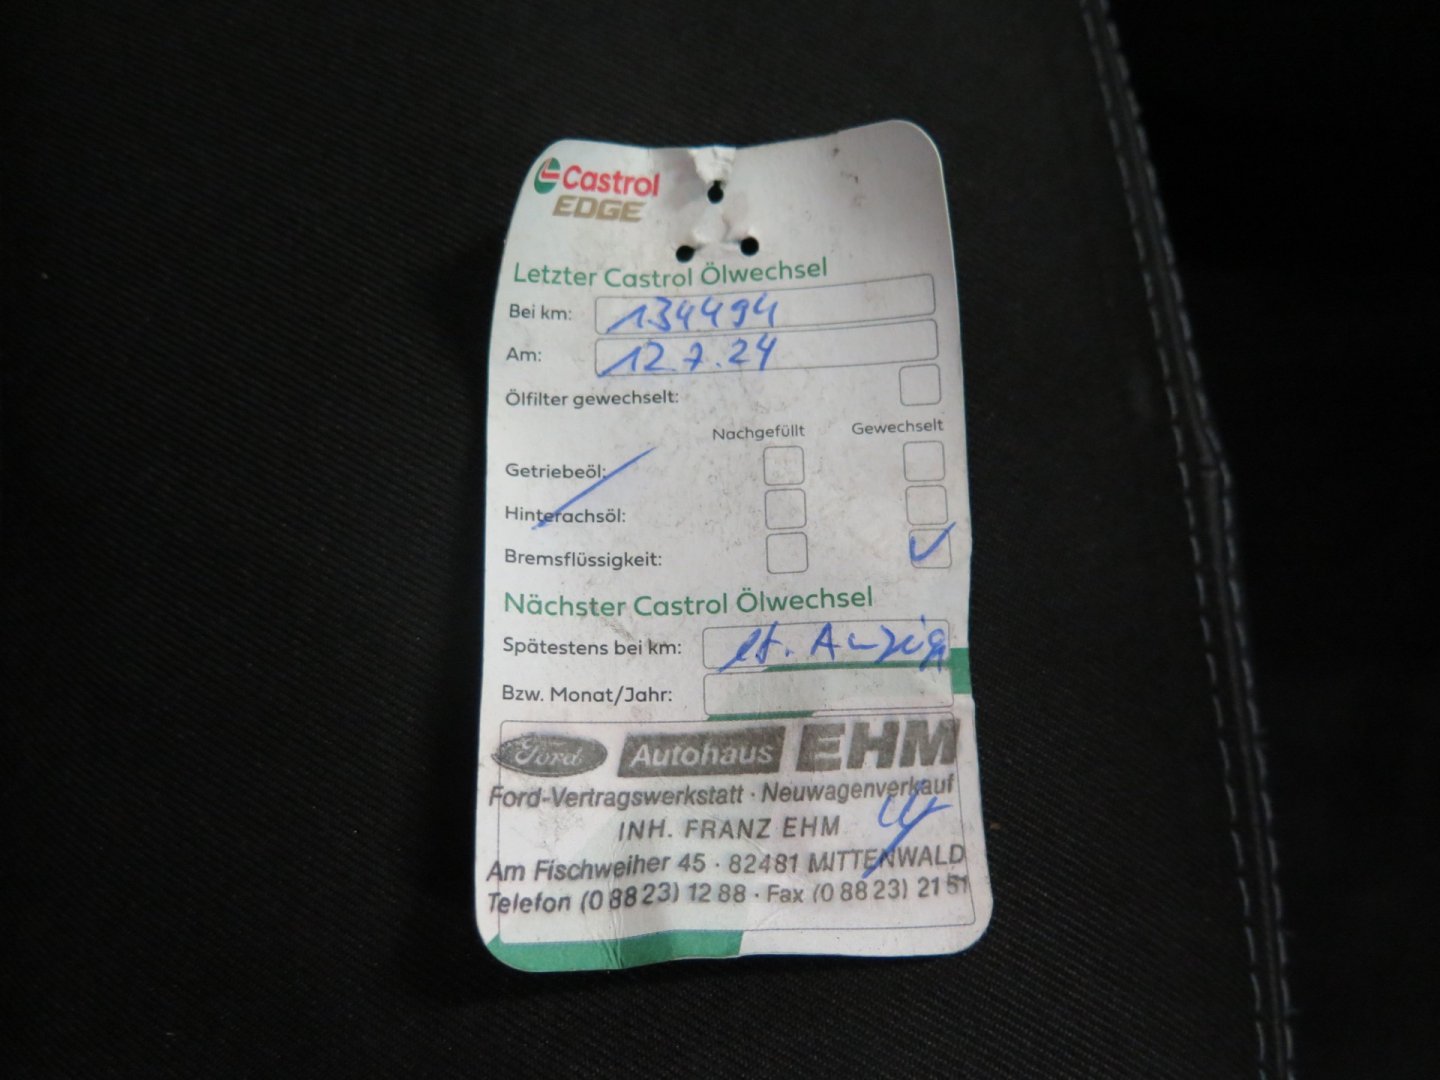 Castrol
EDGE
Letzter Castrol Ölwechsel
Bei km: 134494
Am: 12.7.24
Ölfilter gewechselt:
Nachgefüllt Gewechselt
Getriebeöl:
Hinterachsöl:
Bremsflüssigkeit:
Nächster Castrol Ölwechsel
Spätestens bei km: lt. Anzeig
Bzw. Monat/Jahr:
Ford Autohaus EHM
Ford-Vertragswerkstatt · Neuwagenverkauf
INH. FRANZ EHM
Am Fischweiher 45 · 82481 MITTENWALD
Telefon (0 88 23) 12 88 · Fax (0 88 23) 21 51